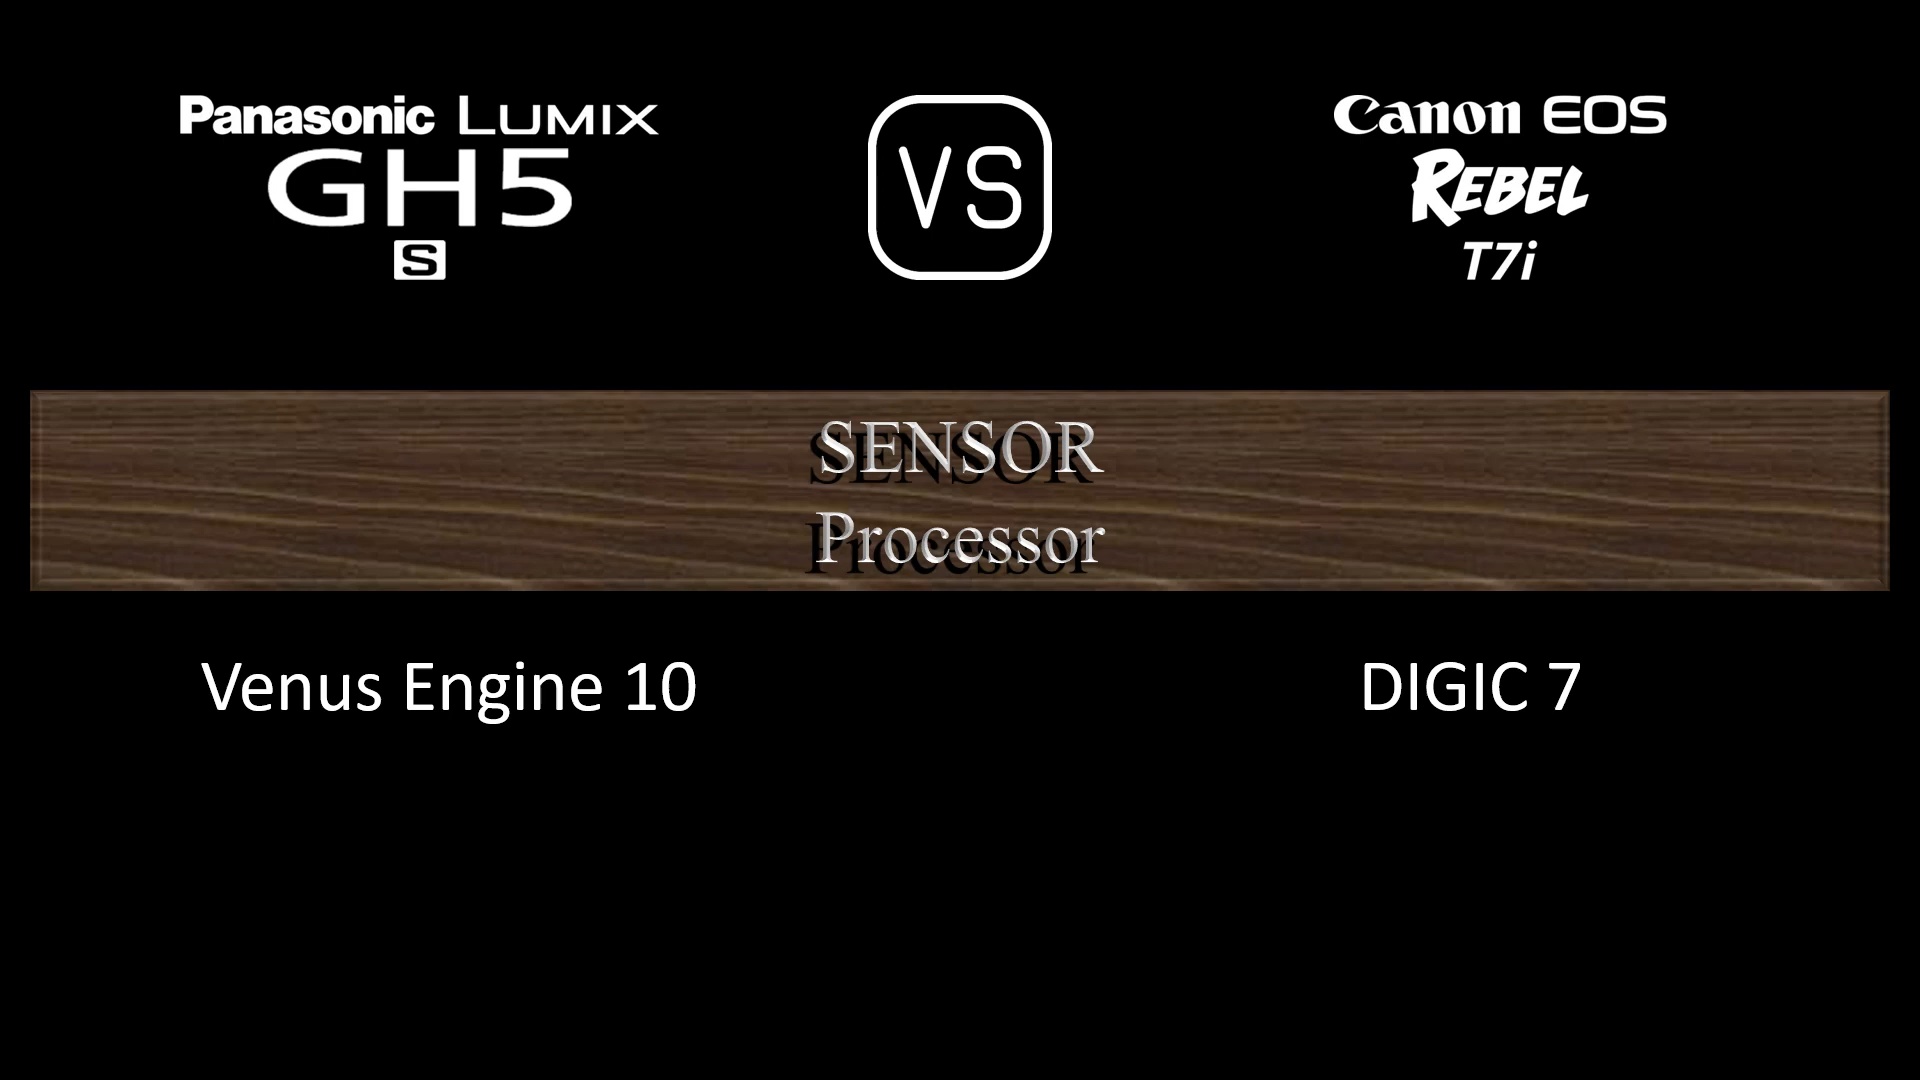 Panasonic LUMIX
GH5
S
VS
Canon EOS
REBEL
T7i
SENSOR
Processor
Venus Engine 10
DIGIC 7